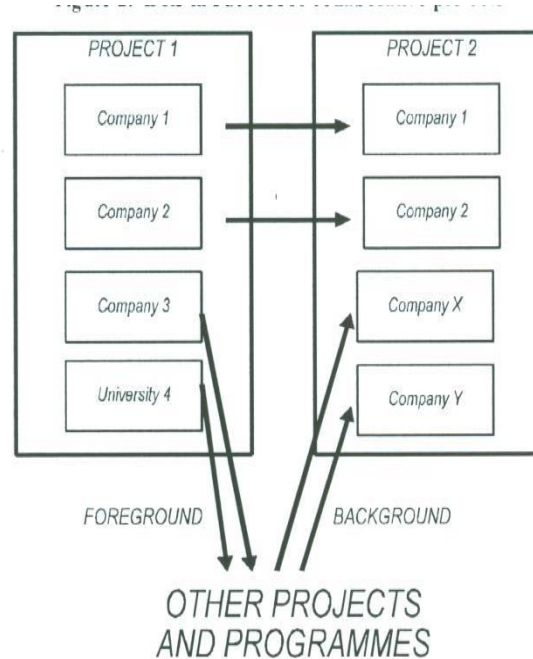 PROJECT 1
Company 1
Company 2
Company 3
University 4
PROJECT 2
Company 1
Company 2
Company X
Company Y
FOREGROUND
BACKGROUND
OTHER PROJECTS
AND PROGRAMMES